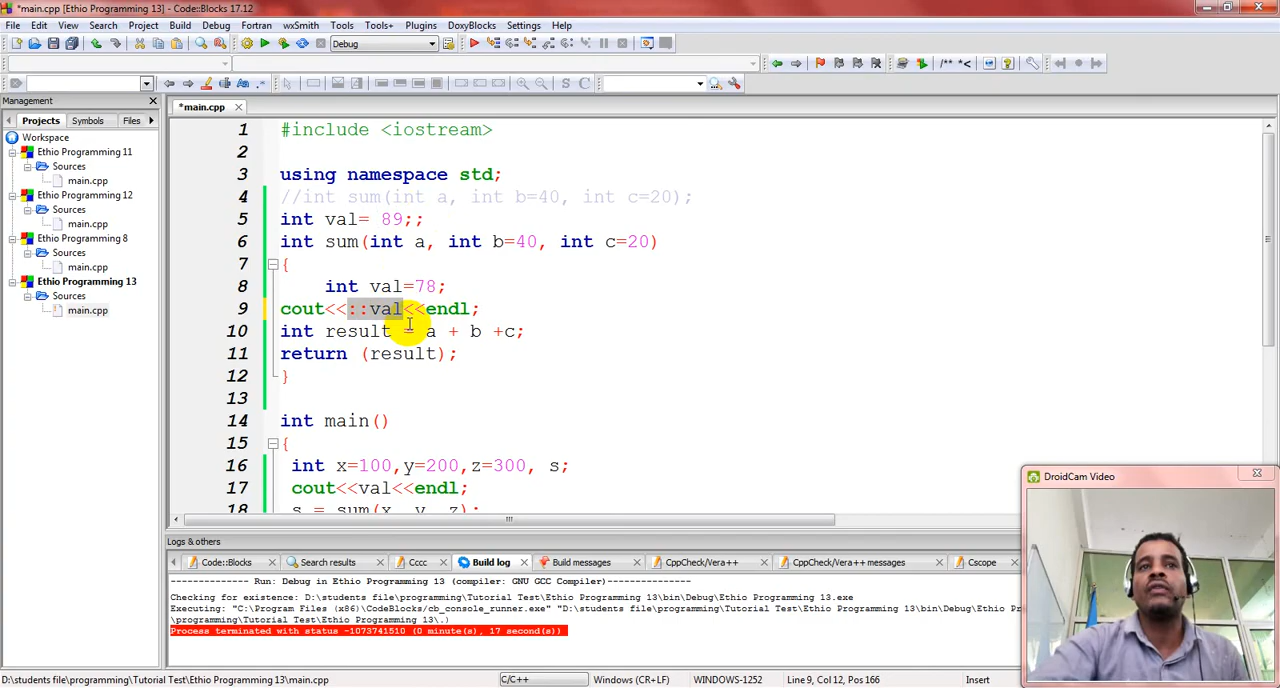 *main.cpp [Ethio Programming 13] - Code::Blocks 17.12
File Edit View Search Project Build Debug Fortran wxSmith Tools Tools+ Plugins DoxyBlocks Settings Help
Debug
/** *<
S C
Management
Projects Symbols Files
*main.cpp
Workspace
Ethio Programming 11
Sources
main.cpp
Ethio Programming 12
Sources
main.cpp
Ethio Programming 8
Sources
main.cpp
Ethio Programming 13
Sources
main.cpp
1 #include <iostream>
2
3 using namespace std;
4 //int sum(int a, int b=40, int c=20);
5 int val= 89;;
6 int sum(int a, int b=40, int c=20)
7 {
8 int val=78;
9 cout<<::val<<endl;
10 int result = a + b +c;
11 return (result);
12 }
13
14 int main()
15 {
16 int x=100,y=200,z=300, s;
17 cout<<val<<endl;
18 s = sum(x, y, z);
DroidCam Video
Logs & others
Code::Blocks Search results Cccc Build log Build messages CppCheck/Vera++ CppCheck/Vera++ messages Cscope
-------------- Run: Debug in Ethio Programming 13 (compiler: GNU GCC Compiler)---------------
Checking for existence: D:\students file\programming\Tutorial Test\Ethio Programming 13\bin\Debug\Ethio Programming 13.exe
Executing: "C:\Program Files (x86)\CodeBlocks/cb_console_runner.exe" "D:\students file\programming\Tutorial Test\Ethio Programming 13\bin\Debug\Ethio Pro
\programming\Tutorial Test\Ethio Programming 13\.)
Process terminated with status -1073741510 (0 minute(s), 17 second(s))
D:\students file\programming\Tutorial Test\Ethio Programming 13\main.cpp C/C++ Windows (CR+LF) WINDOWS-1252 Line 9, Col 12, Pos 166 Insert